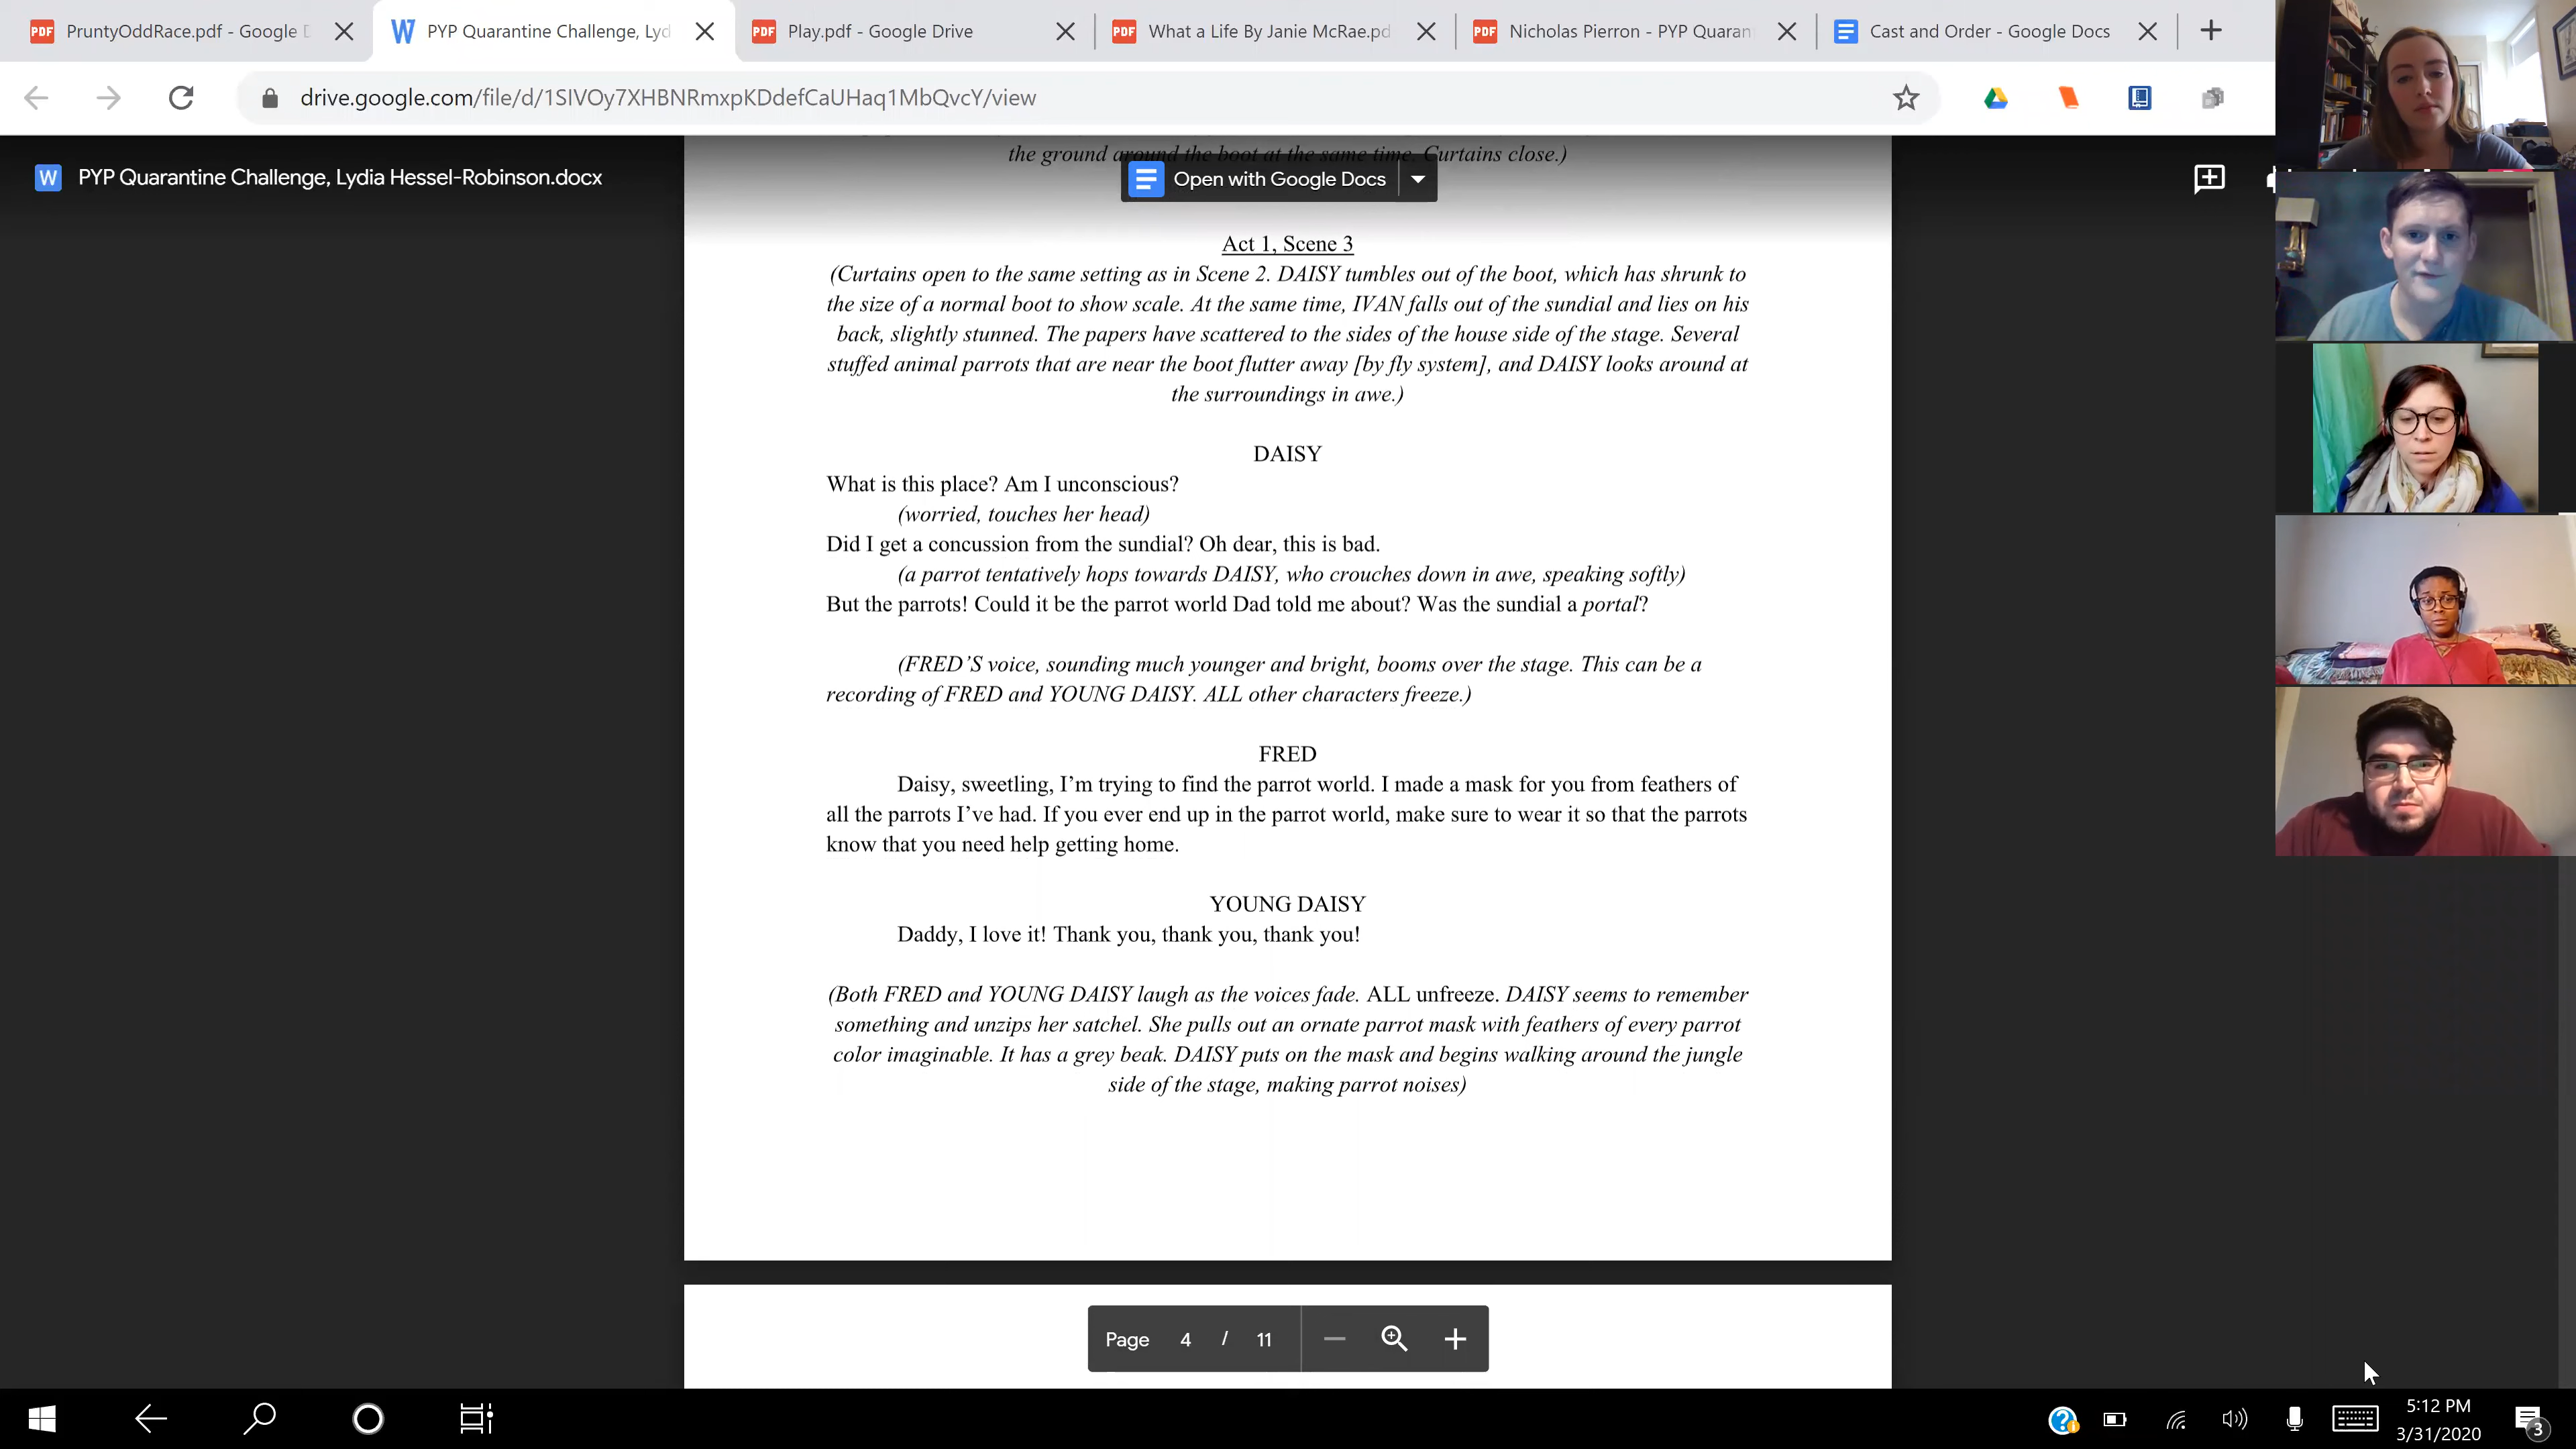 PruntyOddRace.pdf - Google D
PYP Quarantine Challenge, Lyd
Play.pdf - Google Drive
What a Life By Janie McRae.pd
Nicholas Pierron - PYP Quaran
Cast and Order - Google Docs
drive.google.com/file/d/1SIVOy7XHBNRmxpKDdefCaUHaq1MbQvcY/view
the ground around the boot at the same time. Curtains close.)
PYP Quarantine Challenge, Lydia Hessel-Robinson.docx
Open with Google Docs
Act 1, Scene 3
(Curtains open to the same setting as in Scene 2. DAISY tumbles out of the boot, which has shrunk to
the size of a normal boot to show scale. At the same time, IVAN falls out of the sundial and lies on his
back, slightly stunned. The papers have scattered to the sides of the house side of the stage. Several
stuffed animal parrots that are near the boot flutter away [by fly system], and DAISY looks around at
the surroundings in awe.)
DAISY
What is this place? Am I unconscious?
(worried, touches her head)
Did I get a concussion from the sundial? Oh dear, this is bad.
(a parrot tentatively hops towards DAISY, who crouches down in awe, speaking softly)
But the parrots! Could it be the parrot world Dad told me about? Was the sundial a portal?
(FRED'S voice, sounding much younger and bright, booms over the stage. This can be a
recording of FRED and YOUNG DAISY. ALL other characters freeze.)
FRED
Daisy, sweetling, I'm trying to find the parrot world. I made a mask for you from feathers of
all the parrots I've had. If you ever end up in the parrot world, make sure to wear it so that the parrots
know that you need help getting home.
YOUNG DAISY
Daddy, I love it! Thank you, thank you, thank you!
(Both FRED and YOUNG DAISY laugh as the voices fade. ALL unfreeze. DAISY seems to remember
something and unzips her satchel. She pulls out an ornate parrot mask with feathers of every parrot
color imaginable. It has a grey beak. DAISY puts on the mask and begins walking around the jungle
side of the stage, making parrot noises)
Page 4 / 11
5:12 PM
3/31/2020
3